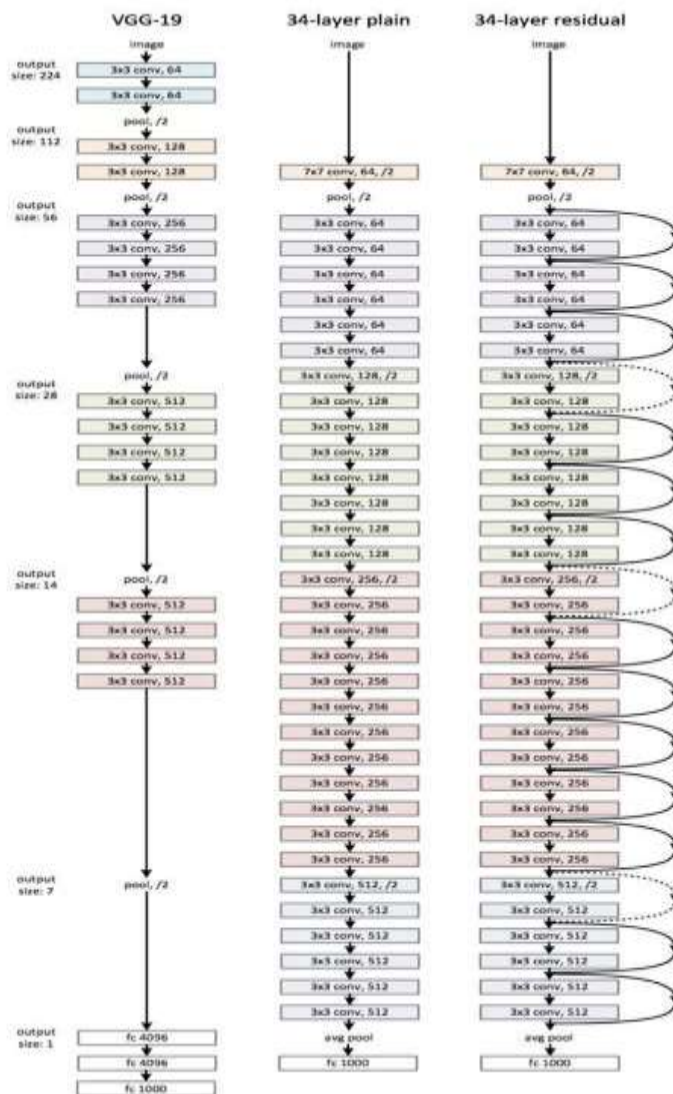 output
size: 224
output
size: 112
output
size: 56
output
size: 28
output
size: 14
output
size: 7
output
size: 1
VGG-19
image
3x3 conv, 64
3x3 conv, 64
pool, /2
3x3 conv, 128
3x3 conv, 128
pool, /2
3x3 conv, 256
3x3 conv, 256
3x3 conv, 256
3x3 conv, 256
pool, /2
3x3 conv, 512
3x3 conv, 512
3x3 conv, 512
3x3 conv, 512
pool, /2
3x3 conv, 512
3x3 conv, 512
3x3 conv, 512
3x3 conv, 512
pool, /2
fc 4096
fc 4096
fc 1000
34-layer plain
image
7x7 conv, 64, /2
pool, /2
3x3 conv, 64
3x3 conv, 64
3x3 conv, 64
3x3 conv, 64
3x3 conv, 64
3x3 conv, 64
3x3 conv, 128, /2
3x3 conv, 128
3x3 conv, 128
3x3 conv, 128
3x3 conv, 128
3x3 conv, 128
3x3 conv, 128
3x3 conv, 128
3x3 conv, 256, /2
3x3 conv, 256
3x3 conv, 256
3x3 conv, 256
3x3 conv, 256
3x3 conv, 256
3x3 conv, 256
3x3 conv, 256
3x3 conv, 256
3x3 conv, 256
3x3 conv, 256
3x3 conv, 256
3x3 conv, 512, /2
3x3 conv, 512
3x3 conv, 512
3x3 conv, 512
3x3 conv, 512
3x3 conv, 512
avg pool
fc 1000
34-layer residual
image
7x7 conv, 64, /2
pool, /2
3x3 conv, 64
3x3 conv, 64
3x3 conv, 64
3x3 conv, 64
3x3 conv, 64
3x3 conv, 64
3x3 conv, 128, /2
3x3 conv, 128
3x3 conv, 128
3x3 conv, 128
3x3 conv, 128
3x3 conv, 128
3x3 conv, 128
3x3 conv, 128
3x3 conv, 256, /2
3x3 conv, 256
3x3 conv, 256
3x3 conv, 256
3x3 conv, 256
3x3 conv, 256
3x3 conv, 256
3x3 conv, 256
3x3 conv, 256
3x3 conv, 256
3x3 conv, 256
3x3 conv, 256
3x3 conv, 512, /2
3x3 conv, 512
3x3 conv, 512
3x3 conv, 512
3x3 conv, 512
3x3 conv, 512
avg pool
fc 1000